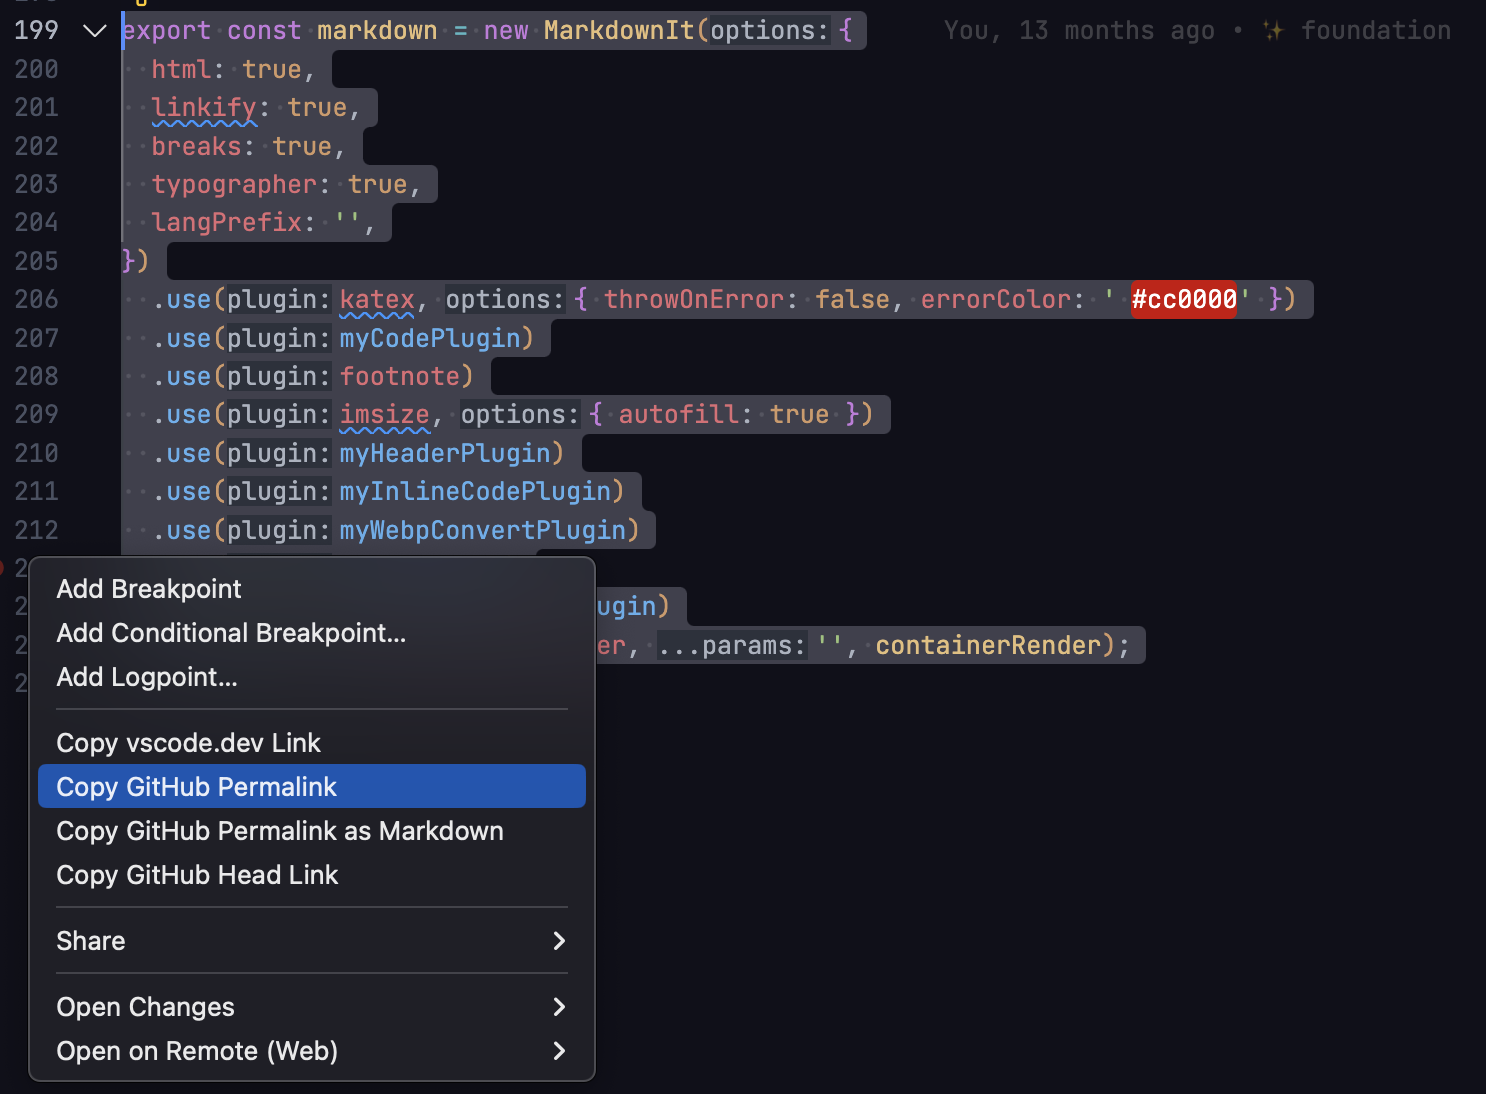 199 export const markdown = new MarkdownIt(options: { You, 13 months ago • ✨ foundation
200 html: true,
201 linkify: true,
202 breaks: true,
203 typographer: true,
204 langPrefix: '',
205 })
206 .use(plugin: katex, options: { throwOnError: false, errorColor: ' #cc0000' })
207 .use(plugin: myCodePlugin)
208 .use(plugin: footnote)
209 .use(plugin: imsize, options: { autofill: true })
210 .use(plugin: myHeaderPlugin)
211 .use(plugin: myInlineCodePlugin)
212 .use(plugin: myWebpConvertPlugin)
2
2 ugin)
2 er, ...params: '', containerRender);
2
Add Breakpoint
Add Conditional Breakpoint...
Add Logpoint...
Copy vscode.dev Link
Copy GitHub Permalink
Copy GitHub Permalink as Markdown
Copy GitHub Head Link
Share
Open Changes
Open on Remote (Web)